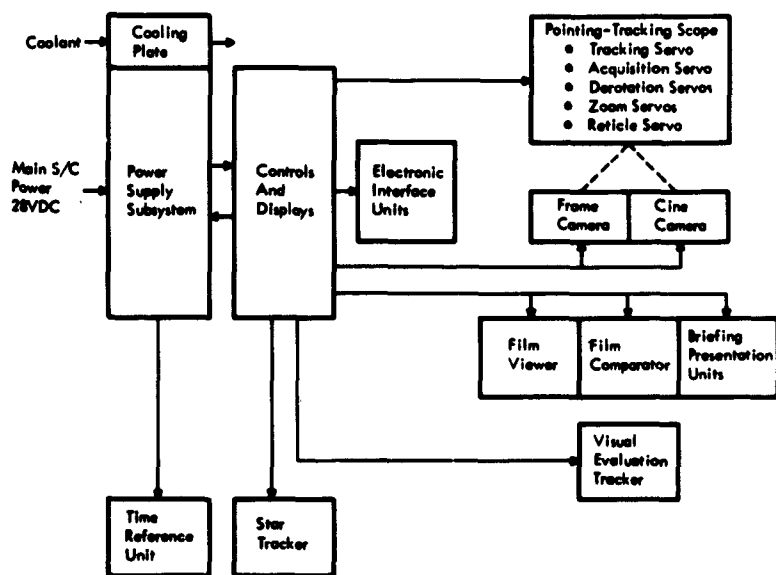 Coolant
Cooling
Plate
Main S/C
Power
28VDC
Power
Supply
Subsystem
Controls
And
Displays
Electronic
Interface
Units
Pointing-Tracking Scope
● Tracking Servo
● Acquisition Servo
● Derotation Servos
● Zoom Servos
● Reticle Servo
Frame
Camera
Cine
Camera
Film
Viewer
Film
Comparator
Briefing
Presentation
Units
Visual
Evaluation
Tracker
Time
Reference
Unit
Star
Tracker